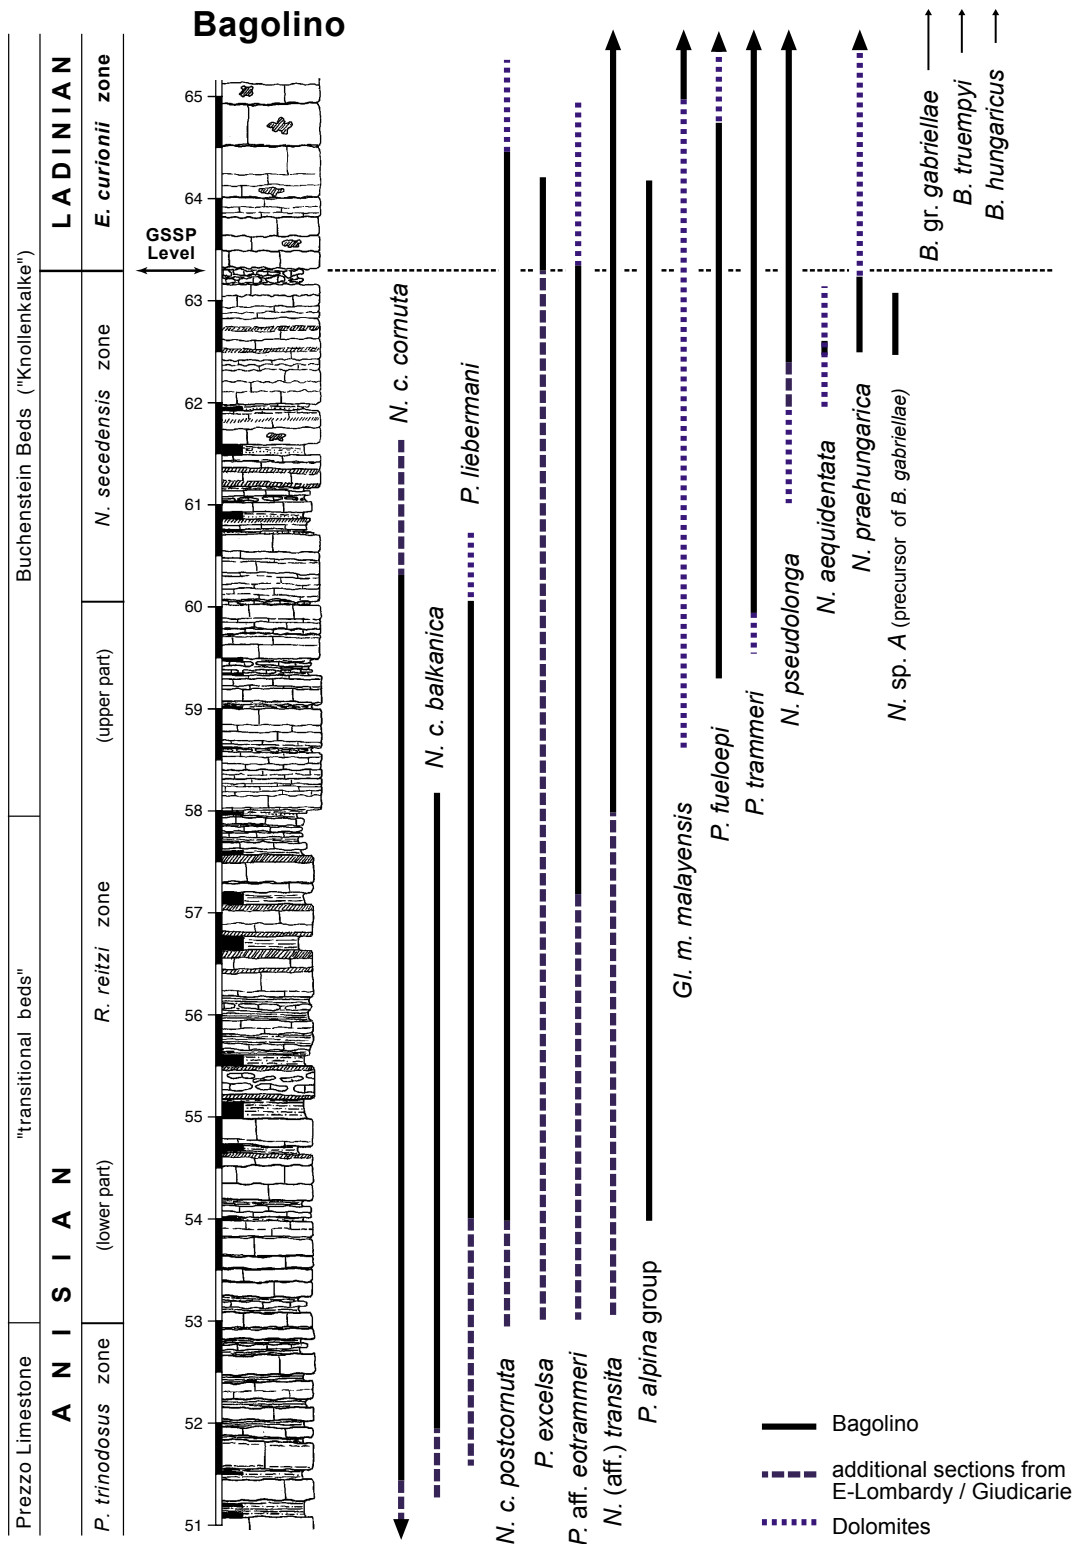 Bagolino
LADINIAN
E. curionii zone
GSSP
Level
Buchenstein Beds ("Knollenkalke")
N. secedensis zone
(upper part)
"transitional beds"
R. reitzi zone
(lower part)
ANISIAN
Prezzo Limestone
P. trinodosus zone
65
64
63
62
61
60
59
58
57
56
55
54
53
52
51
N. c. cornuta
N. c. balkanica
P. liebermani
N. c. postcornuta
P. excelsa
P. aff. eotrammeri
N. (aff.) transita
P. alpina group
Gl. m. malayensis
P. fueloepi
P. trammeri
N. pseudolonga
N. aequidentata
N. praehungarica
N. sp. A (precursor of B. gabriellae)
B. gr. gabriellae
B. truempyi
B. hungaricus
Bagolino
additional sections from
E-Lombardy / Giudicarie
Dolomites